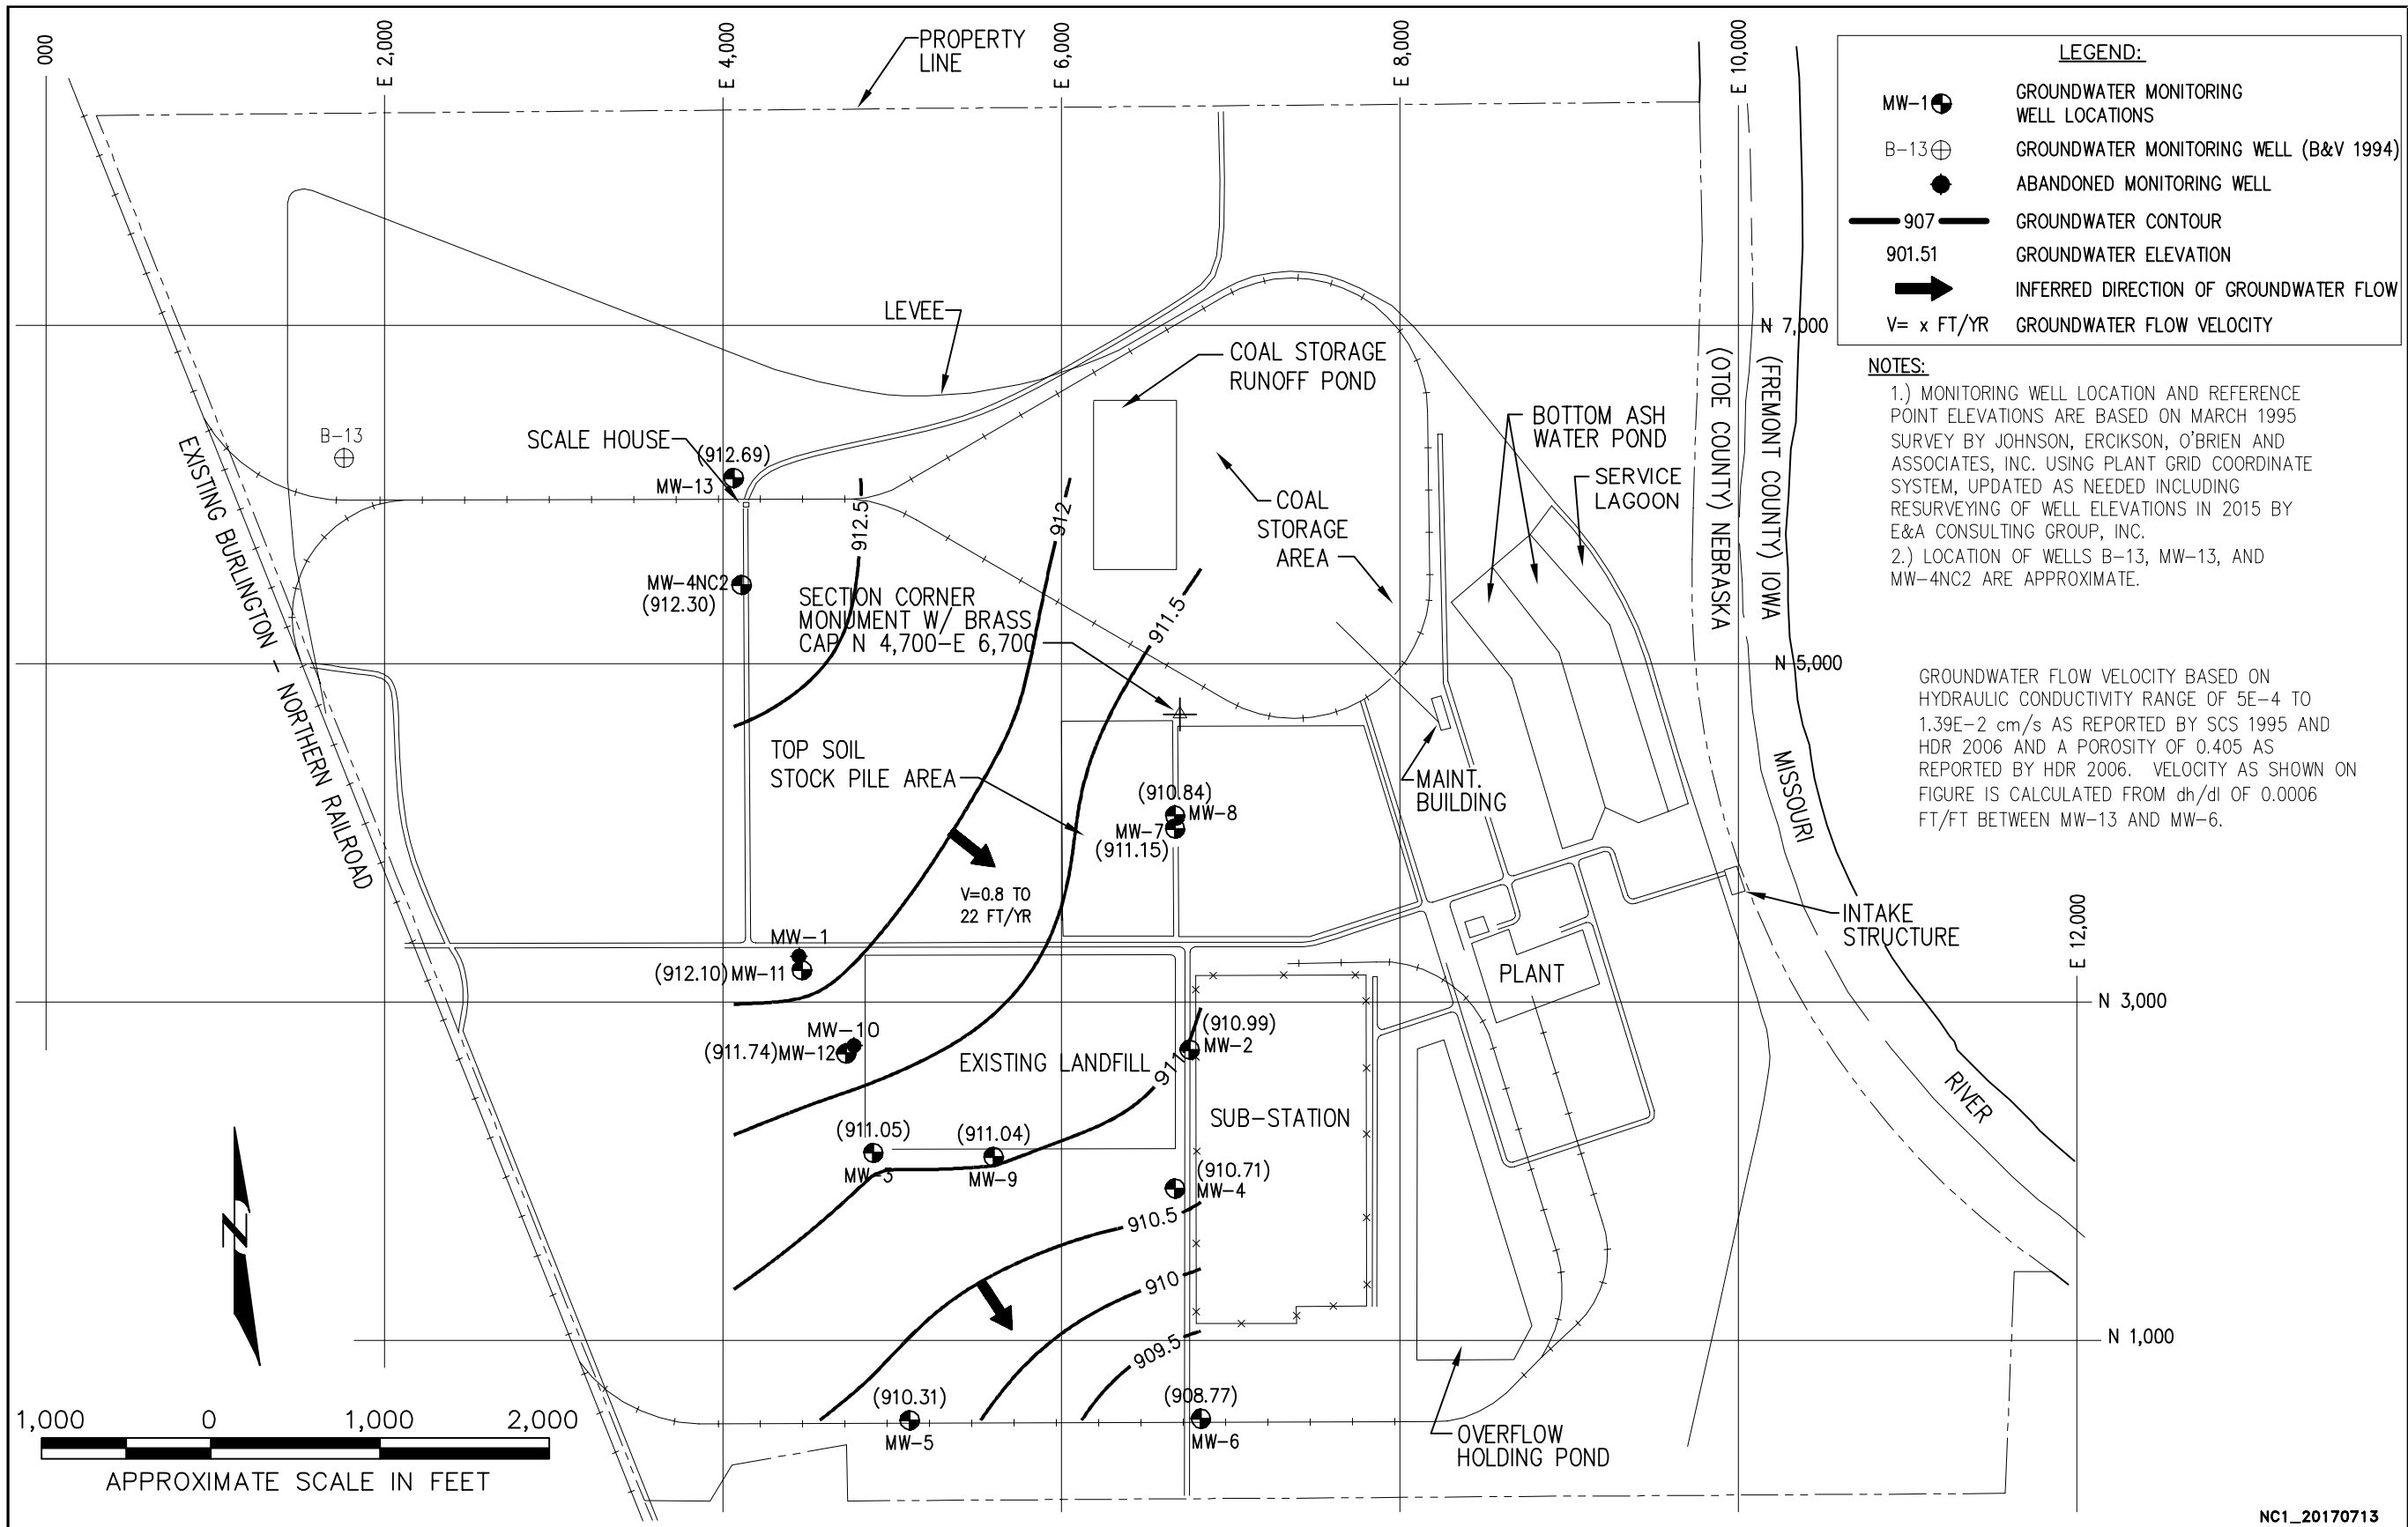 000
E 2,000
E 4,000
E 6,000
E 8,000
E 10,000
E 12,000
PROPERTY
LINE
LEGEND:
MW-1
GROUNDWATER MONITORING
WELL LOCATIONS
B-13
GROUNDWATER MONITORING WELL (B&V 1994)
ABANDONED MONITORING WELL
907
GROUNDWATER CONTOUR
901.51
GROUNDWATER ELEVATION
INFERRED DIRECTION OF GROUNDWATER FLOW
V= x FT/YR
GROUNDWATER FLOW VELOCITY
NOTES:
1.) MONITORING WELL LOCATION AND REFERENCE
POINT ELEVATIONS ARE BASED ON MARCH 1995
SURVEY BY JOHNSON, ERCIKSON, O'BRIEN AND
ASSOCIATES, INC. USING PLANT GRID COORDINATE
SYSTEM, UPDATED AS NEEDED INCLUDING
RESURVEYING OF WELL ELEVATIONS IN 2015 BY
E&A CONSULTING GROUP, INC.
2.) LOCATION OF WELLS B-13, MW-13, AND
MW-4NC2 ARE APPROXIMATE.
GROUNDWATER FLOW VELOCITY BASED ON
HYDRAULIC CONDUCTIVITY RANGE OF 5E-4 TO
1.39E-2 cm/s AS REPORTED BY SCS 1995 AND
HDR 2006 AND A POROSITY OF 0.405 AS
REPORTED BY HDR 2006. VELOCITY AS SHOWN ON
FIGURE IS CALCULATED FROM dh/dl OF 0.0006
FT/FT BETWEEN MW-13 AND MW-6.
N 7,000
N 5,000
N 3,000
N 1,000
LEVEE
COAL STORAGE
RUNOFF POND
BOTTOM ASH
WATER POND
SERVICE
LAGOON
(OTOE COUNTY) NEBRASKA
(FREMONT COUNTY) IOWA
B-13
SCALE HOUSE
(912.69)
MW-13
912.5
912
911.5
COAL
STORAGE
AREA
MW-4NC2
(912.30)
SECTION CORNER
MONUMENT W/ BRASS
CAP N 4,700-E 6,700
EXISTING BURLINGTON - NORTHERN RAILROAD
TOP SOIL
STOCK PILE AREA
(910.84)
MW-8
MW-7
(911.15)
MAINT.
BUILDING
MISSOURI
RIVER
V=0.8 TO
22 FT/YR
INTAKE
STRUCTURE
MW-1
(912.10)
MW-11
PLANT
MW-10
(911.74)
MW-12
EXISTING LANDFILL
911
(910.99)
MW-2
SUB-STATION
(911.05)
MW-3
(911.04)
MW-9
(910.71)
MW-4
910.5
910
909.5
(910.31)
MW-5
(908.77)
MW-6
OVERFLOW
HOLDING POND
N
1,000 0 1,000 2,000
APPROXIMATE SCALE IN FEET
NC1_20170713